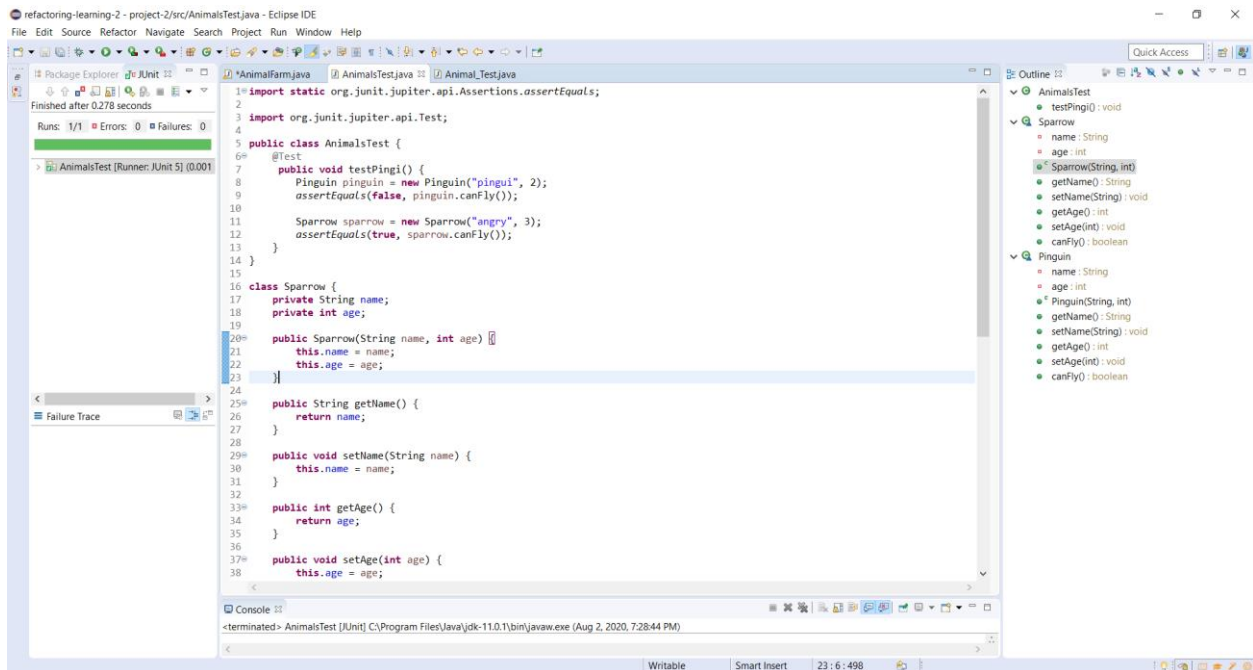 refactoring-learning-2 - project-2/src/AnimalsTest.java - Eclipse IDE
File Edit Source Refactor Navigate Search Project Run Window Help
Quick Access
Package Explorer JUnit
Finished after 0.278 seconds
Runs: 1/1 Errors: 0 Failures: 0
AnimalsTest [Runner: JUnit 5] (0.001
Failure Trace
*AnimalFarm.java AnimalsTest.java Animal_Test.java
1 import static org.junit.jupiter.api.Assertions.assertEquals;
2
3 import org.junit.jupiter.api.Test;
4
5 public class AnimalsTest {
6 @Test
7 public void testPingi() {
8 Pinguin pinguin = new Pinguin("pingui", 2);
9 assertEquals(false, pinguin.canFly());
10
11 Sparrow sparrow = new Sparrow("angry", 3);
12 assertEquals(true, sparrow.canFly());
13 }
14 }
15
16 class Sparrow {
17 private String name;
18 private int age;
19
20 public Sparrow(String name, int age) {
21 this.name = name;
22 this.age = age;
23 }
24
25 public String getName() {
26 return name;
27 }
28
29 public void setName(String name) {
30 this.name = name;
31 }
32
33 public int getAge() {
34 return age;
35 }
36
37 public void setAge(int age) {
38 this.age = age;
Console
<terminated> AnimalsTest [JUnit] C:\Program Files\Java\jdk-11.0.1\bin\javaw.exe (Aug 2, 2020, 7:28:44 PM)
Outline
AnimalsTest
testPingi() : void
Sparrow
name : String
age : int
Sparrow(String, int)
getName() : String
setName(String) : void
getAge() : int
setAge(int) : void
canFly() : boolean
Pinguin
name : String
age : int
Pinguin(String, int)
getName() : String
setName(String) : void
getAge() : int
setAge(int) : void
canFly() : boolean
Writable Smart Insert 23 : 6 : 498